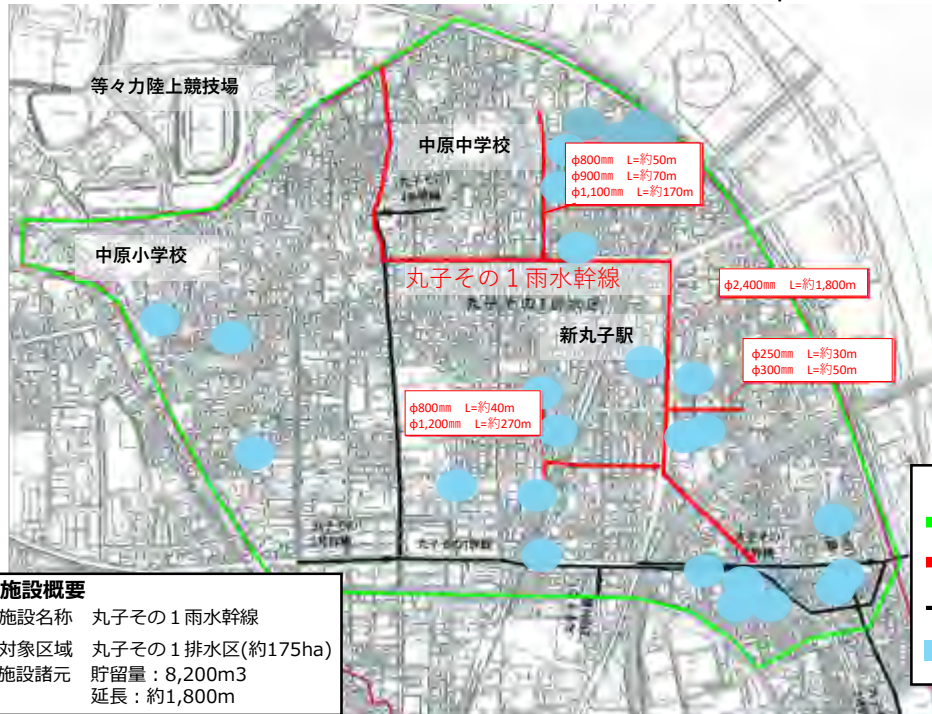 等々力陸上競技場
中原中学校
φ800㎜ L=約50m
φ900㎜ L=約70m
φ1,100㎜ L=約170m
中原小学校
丸子その１雨水幹線
φ2,400㎜ L=約1,800m
新丸子駅
φ250㎜ L=約30m
φ300㎜ L=約50m
φ800㎜ L=約40m
φ1,200㎜ L=約270m
施設概要
施設名称 丸子その１雨水幹線
対象区域 丸子その１排水区(約175ha)
施設諸元 貯留量：8,200m3
延長：約1,800m